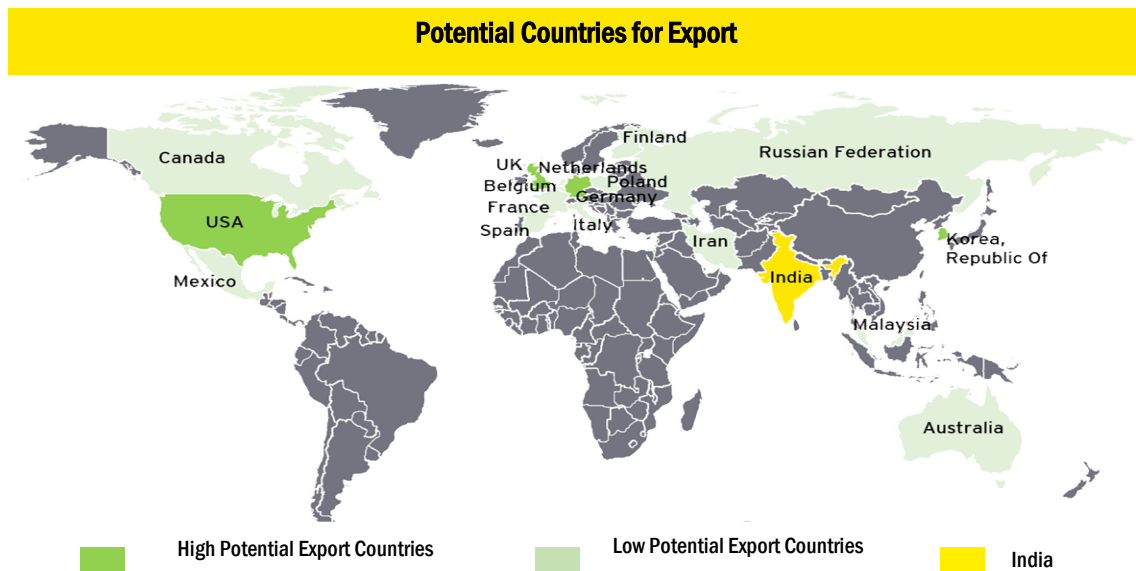 Potential Countries for Export
Finland
Canada
Russian Federation
UK
Netherlands
Belgium
Poland
Germany
France
USA
Spain
Italy
Iran
Korea,
Republic Of
Mexico
India
Malaysia
Australia
High Potential Export Countries
Low Potential Export Countries
India